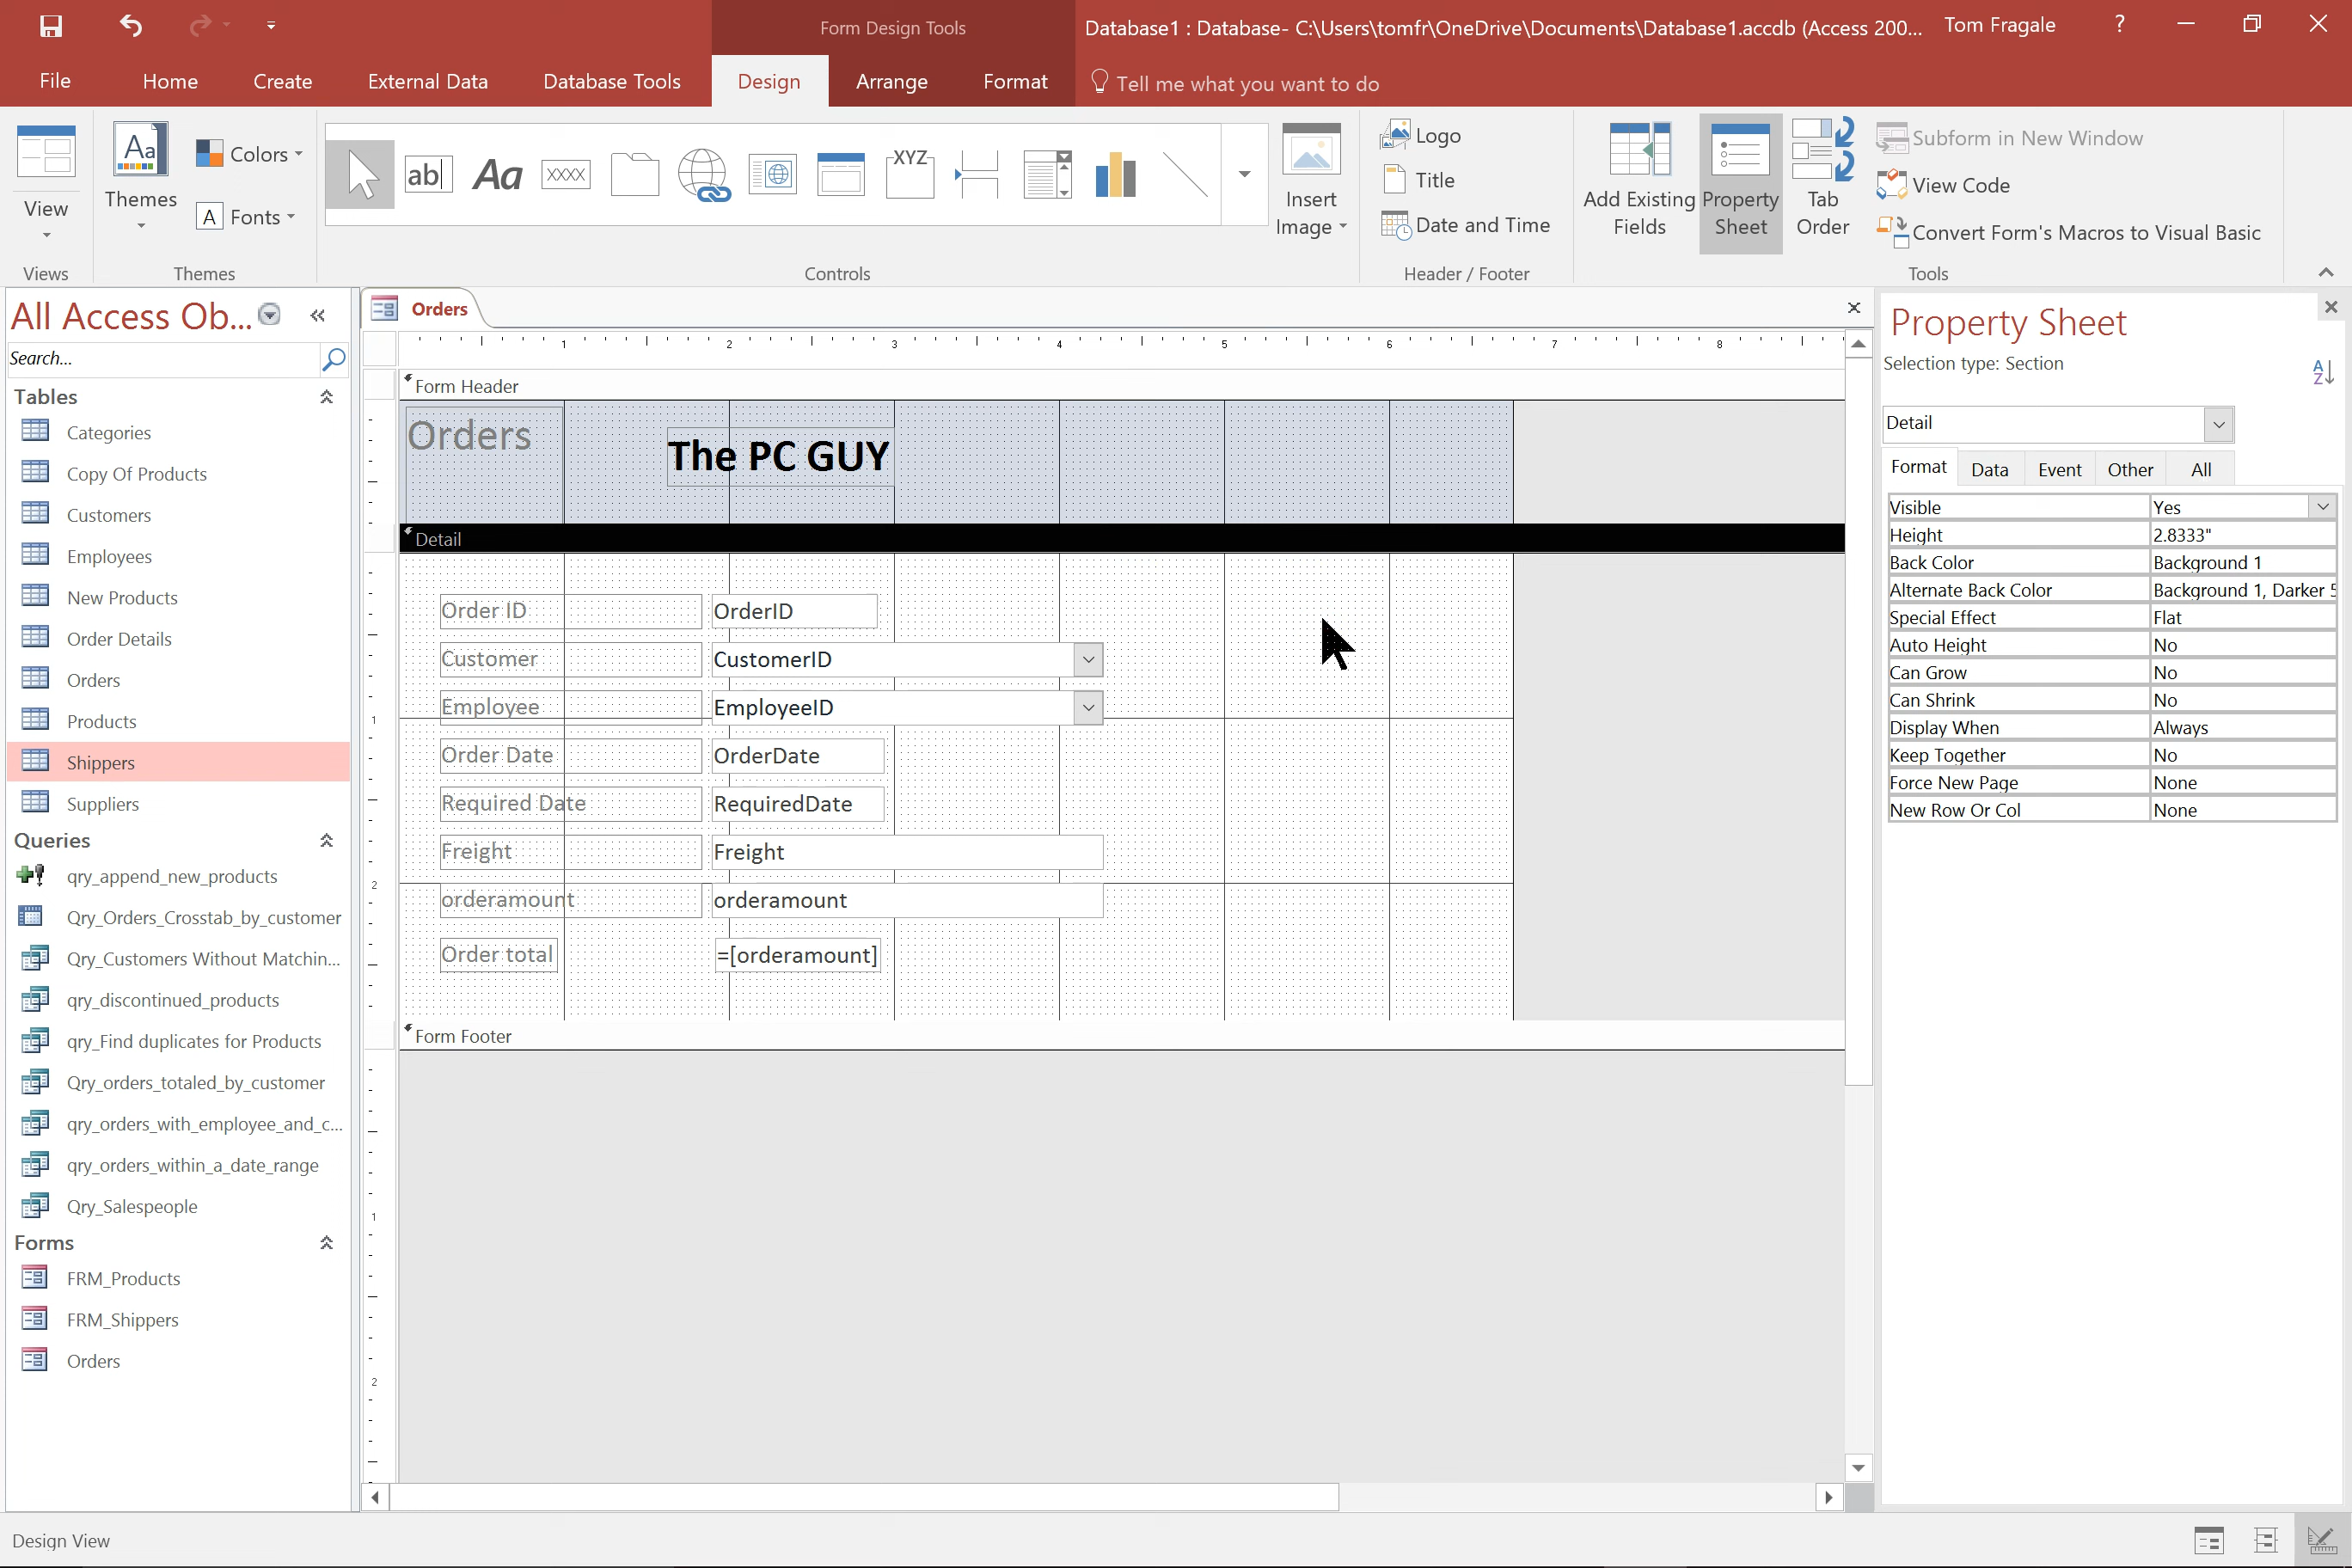 Form Design Tools
Database1 : Database- C:\Users\tomfr\OneDrive\Documents\Database1.accdb (Access 200...
Tom Fragale
?
File
Home
Create
External Data
Database Tools
Design
Arrange
Format
Tell me what you want to do
View
Views
Aa
Themes
Colors
A
Fonts
Themes
ab
Aa
XXXX
XYZ
Controls
Insert
Image
Logo
Title
Date and Time
Header / Footer
Add Existing
Fields
Property
Sheet
Tab
Order
Subform in New Window
View Code
Convert Form's Macros to Visual Basic
Tools
All Access Ob...
Search...
Tables
Categories
Copy Of Products
Customers
Employees
New Products
Order Details
Orders
Products
Shippers
Suppliers
Queries
qry_append_new_products
Qry_Orders_Crosstab_by_customer
Qry_Customers Without Matchin...
qry_discontinued_products
qry_Find duplicates for Products
Qry_orders_totaled_by_customer
qry_orders_with_employee_and_c...
qry_orders_within_a_date_range
Qry_Salespeople
Forms
FRM_Products
FRM_Shippers
Orders
Orders
1 2 3 4 5 6 7 8
Form Header
Orders
The PC GUY
Detail
Order ID
OrderID
Customer
CustomerID
Employee
EmployeeID
1
Order Date
OrderDate
Required Date
RequiredDate
Freight
Freight
2
orderamount
orderamount
Order total
=[orderamount]
Form Footer
1
2
Property Sheet
Selection type: Section
A
Z
Detail
Format
Data
Event
Other
All
Visible Yes
Height 2.8333"
Back Color Background 1
Alternate Back Color Background 1, Darker 5
Special Effect Flat
Auto Height No
Can Grow No
Can Shrink No
Display When Always
Keep Together No
Force New Page None
New Row Or Col None
Design View